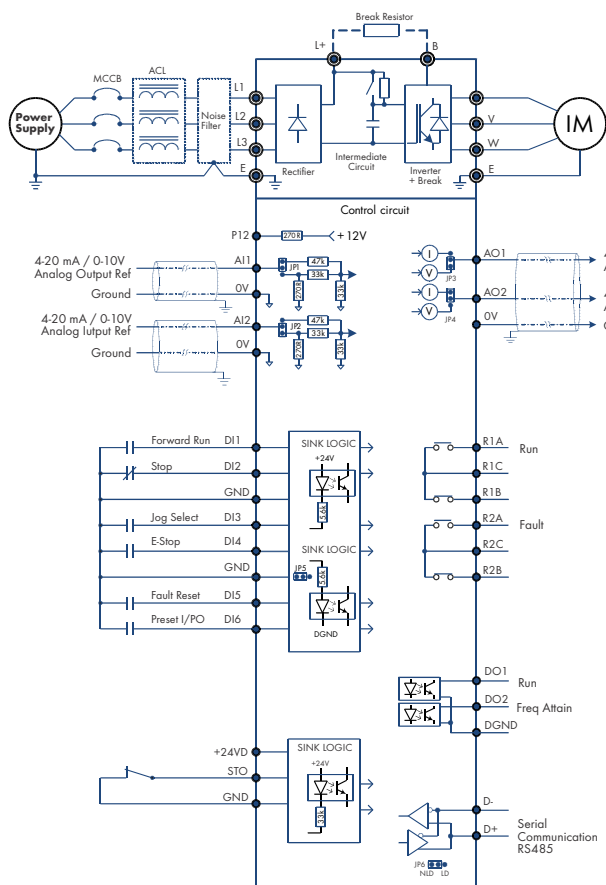 Break Resistor
L+
B
MCCB
ACL
L1
L2
L3
E
Power
Supply
Noise
Filter
Rectifier
Intermediate
Circuit
Inverter
+ Break
V
W
E
IM
Control circuit
P12
270R
+ 12V
4-20 mA / 0-10V
Analog Output Ref
Ground
AI1
0V
JP1
47k
33k
270R
33k
4-20 mA / 0-10V
Analog Iutput Ref
Ground
AI2
0V
JP2
47k
33k
270R
33k
I
V
JP3
AO1
I
V
JP4
AO2
0V
Forward Run DI1
Stop DI2
GND
Jog Select DI3
E-Stop DI4
GND
Fault Reset DI5
Preset I/PO DI6
SINK LOGIC
+24V
5.6k
SINK LOGIC
JP5
5.6k
DGND
R1A
Run
R1C
R1B
R2A
Fault
R2C
R2B
DO1
Run
DO2
Freq Attain
DGND
+24VD
STO
GND
SINK LOGIC
+24V
33k
D-
D+
Serial
Communication
RS485
JP6
NLD LD